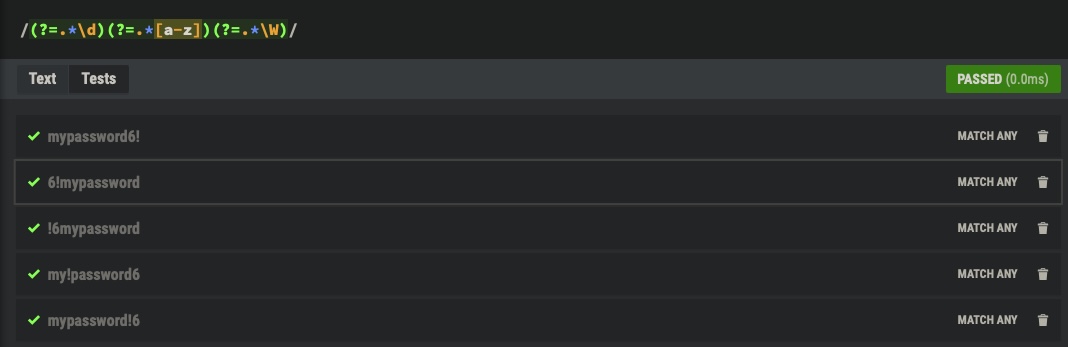 /(?=.*\d)(?=.*[a-z])(?=.*\W)/
Text Tests PASSED (0.0ms)
mypassword6! MATCH ANY
6!mypassword MATCH ANY
!6mypassword MATCH ANY
my!password6 MATCH ANY
mypassword!6 MATCH ANY